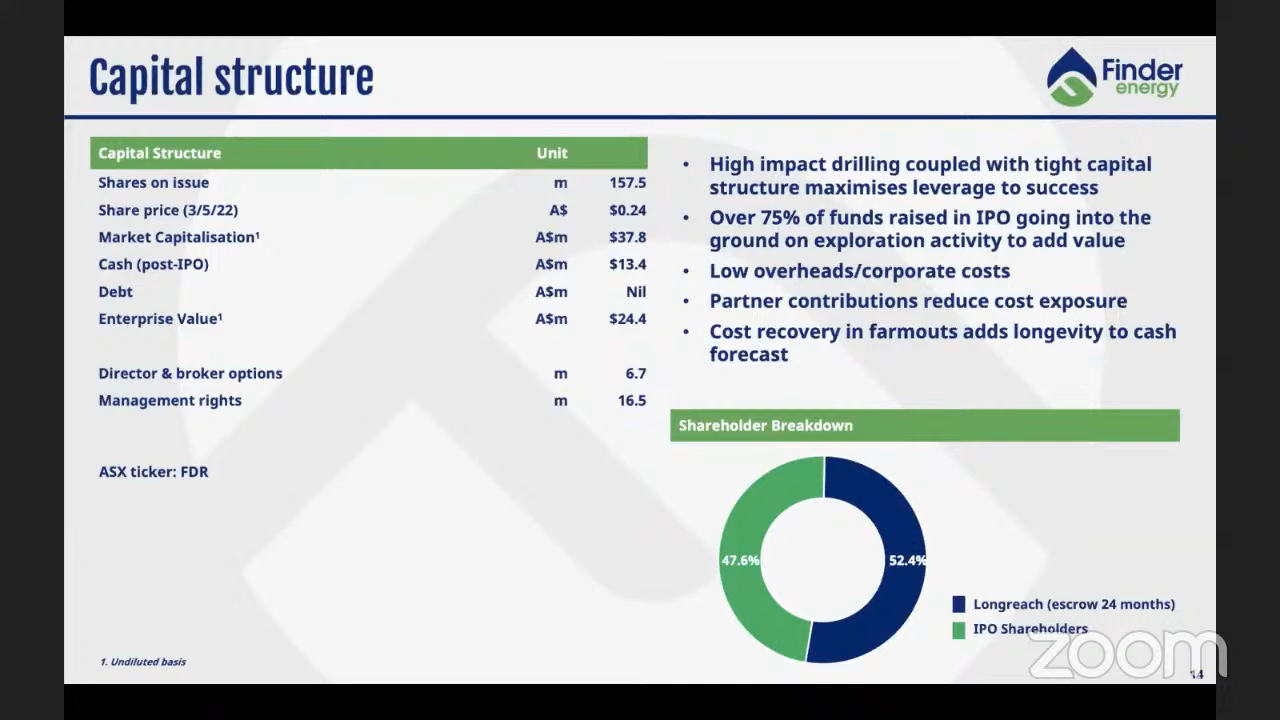 Capital structure
Finder
energy
Capital Structure Unit
Shares on issue m 157.5
Share price (3/5/22) A$ $0.24
Market Capitalisation¹ A$m $37.8
Cash (post-IPO) A$m $13.4
Debt A$m Nil
Enterprise Value¹ A$m $24.4
Director & broker options m 6.7
Management rights m 16.5
ASX ticker: FDR
1. Undiluted basis
• High impact drilling coupled with tight capital
structure maximises leverage to success
• Over 75% of funds raised in IPO going into the
ground on exploration activity to add value
• Low overheads/corporate costs
• Partner contributions reduce cost exposure
• Cost recovery in farmouts adds longevity to cash
forecast
Shareholder Breakdown
47.6% 52.4%
Longreach (escrow 24 months)
IPO Shareholders
zoom
14